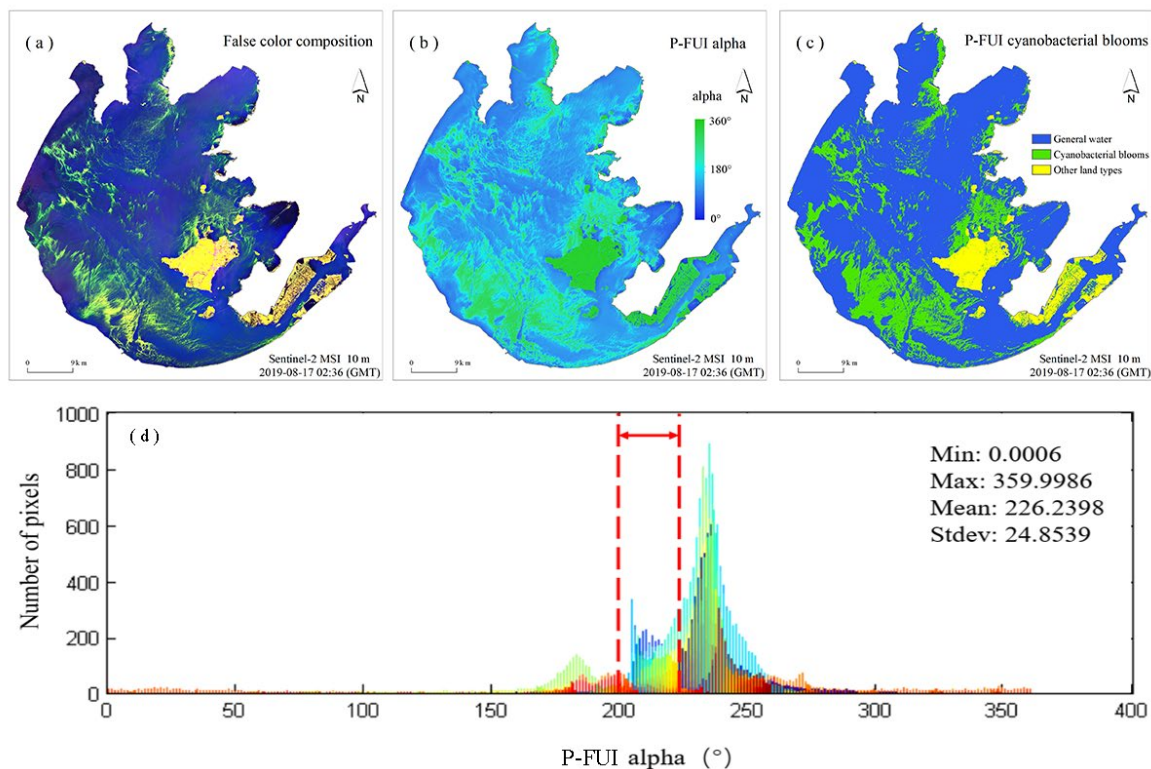 ( a )
False color composition
N
0
9km
Sentinel-2 MSI 10 m
2019-08-17 02:36 (GMT)
( b )
P-FUI alpha
N
alpha
360°
180°
0°
0
9km
Sentinel-2 MSI 10 m
2019-08-17 02:36 (GMT)
( c )
P-FUI cyanobacterial blooms
N
General water
Cyanobacterial blooms
Other land types
0
9km
Sentinel-2 MSI 10 m
2019-08-17 02:36 (GMT)
( d )
Number of pixels
1000
800
600
400
200
0
Min: 0.0006
Max: 359.9986
Mean: 226.2398
Stdev: 24.8539
0 50 100 150 200 250 300 350 400
P-FUI alpha (°)